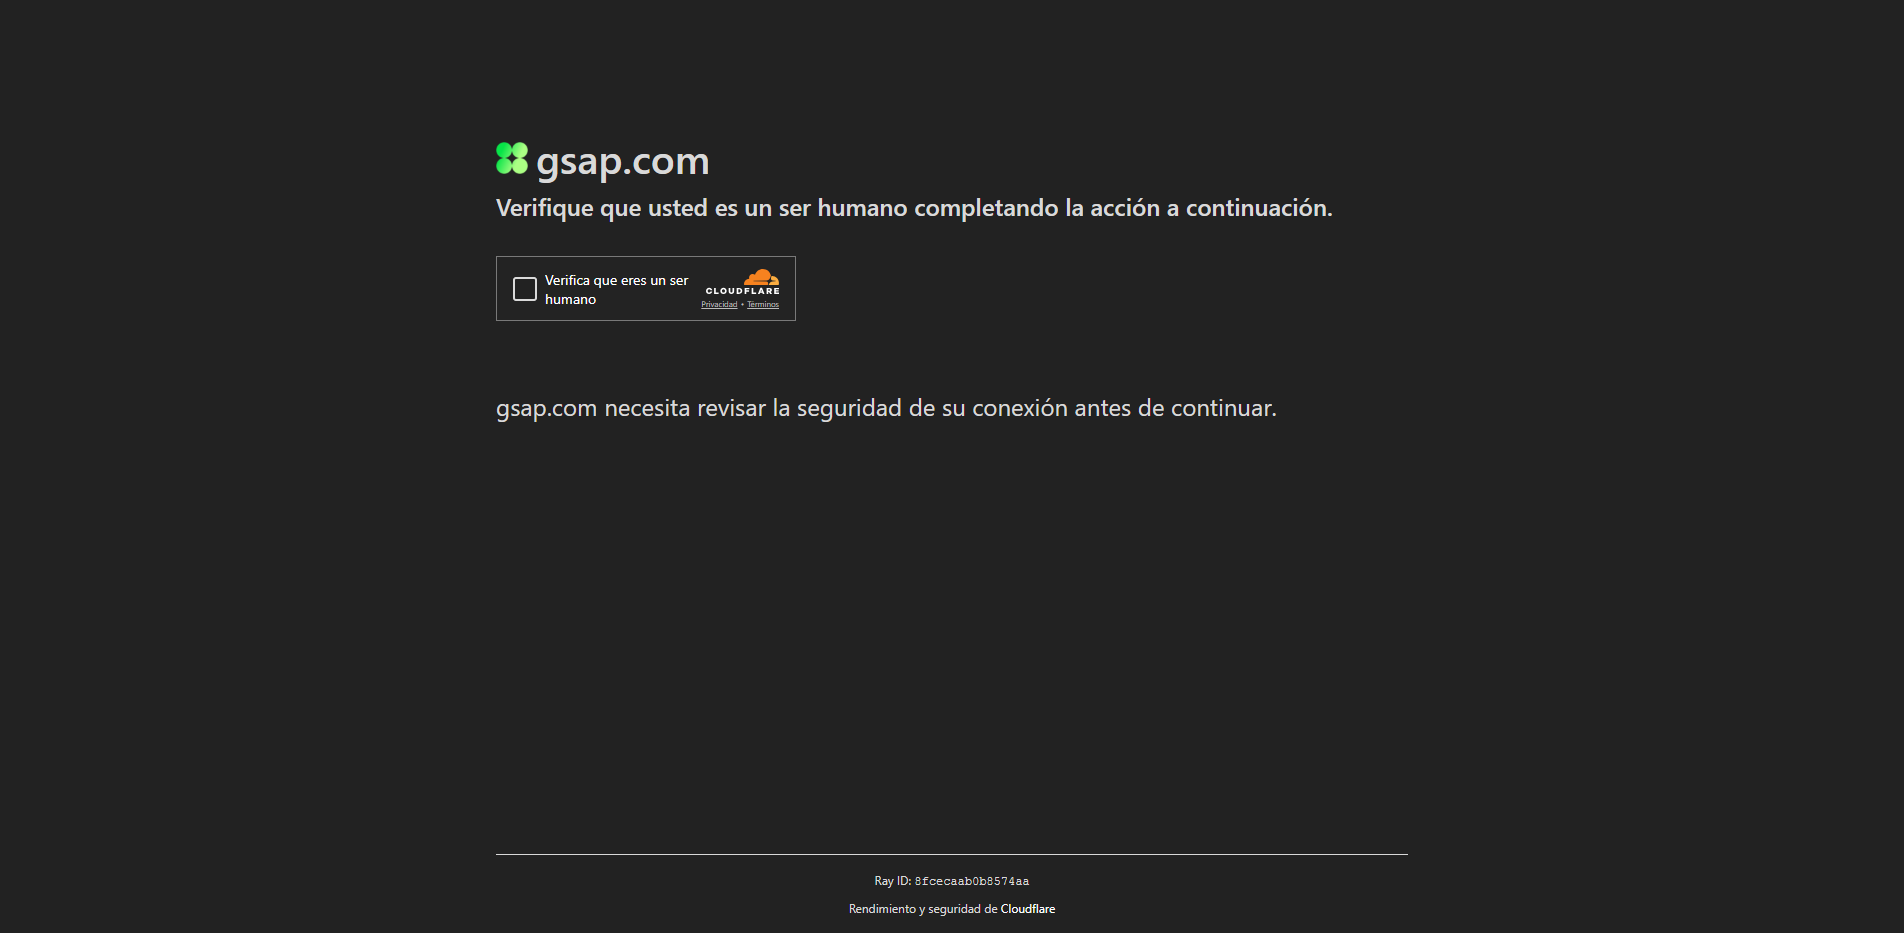 gsap.com
Verifique que usted es un ser humano completando la acción a continuación.
Verifica que eres un ser
humano
CLOUDFLARE
Privacidad • Términos
gsap.com necesita revisar la seguridad de su conexión antes de continuar.
Ray ID: 8fcecaab0b8574aa
Rendimiento y seguridad de Cloudflare